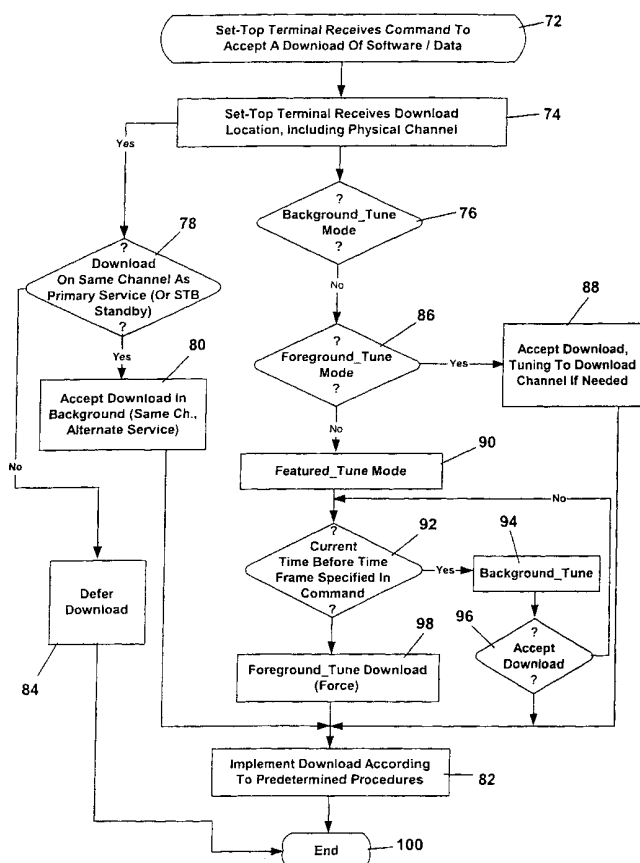 Set-Top Terminal Receives Command To
Accept A Download Of Software / Data
72
Set-Top Terminal Receives Download
Location, Including Physical Channel
74
Yes
?
Background_Tune
Mode
?
76
78
?
Download
On Same Channel As
Primary Service (Or STB
Standby)
?
No
86
88
?
Foreground_Tune
Mode
?
Yes
Accept Download,
Tuning To Download
Channel If Needed
Yes
80
Accept Download In
Background (Same Ch.,
Alternate Service)
No
No
90
Featured_Tune Mode
No
92
?
Current
Time Before Time
Frame Specified In
Command
?
Yes
94
Background_Tune
Defer
Download
84
96
?
Accept
Download
?
98
Foreground_Tune Download
(Force)
Implement Download According
To Predetermined Procedures
82
End
100